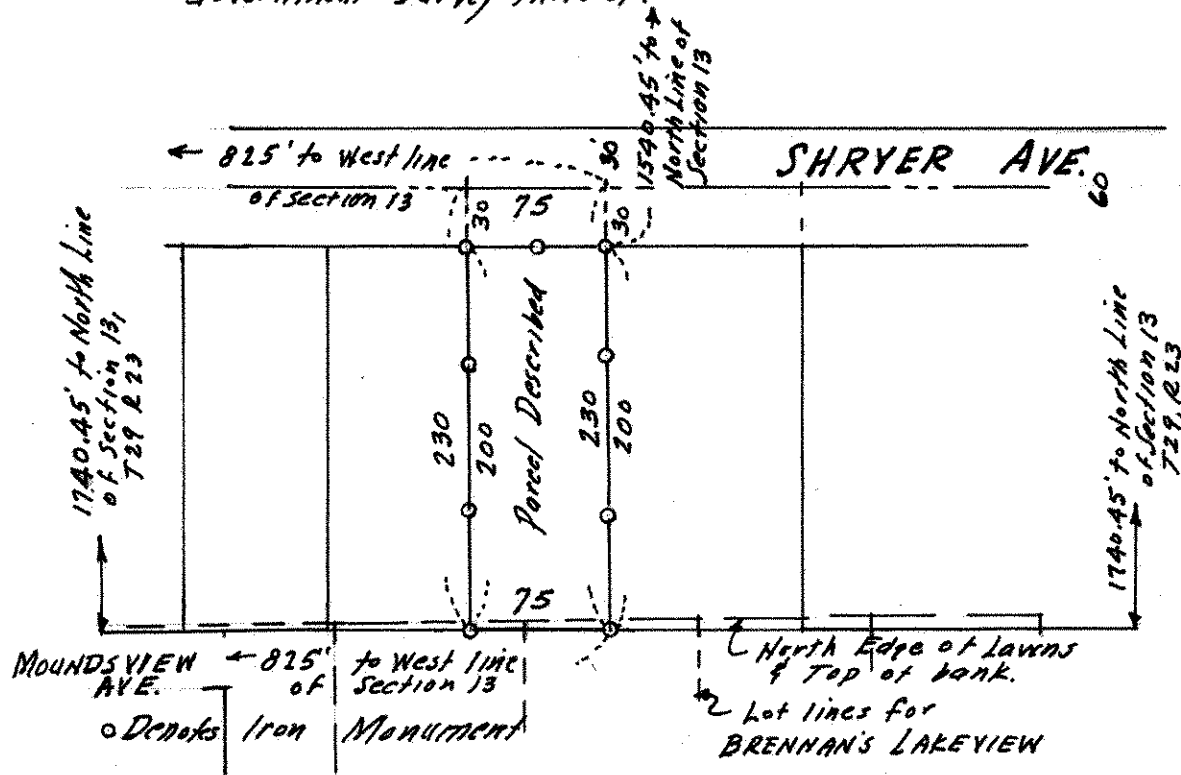 Government Survey thereof.
1540.45' to
North Line of
Section 13
← 825' to West line
of Section 13
30
SHRYER AVE.
60
75
30
30
1740.45' to North Line
of Section 13,
T29 R23
230
200
Parcel Described
230
200
1740.45' to North Line
of Section 13
T29, R23
75
MOUNDSVIEW
AVE.
← 825' to West line
of Section 13
North Edge of Lawns
& Top of bank.
o Denotes Iron Monument
Lot lines for
BRENNAN'S LAKEVIEW